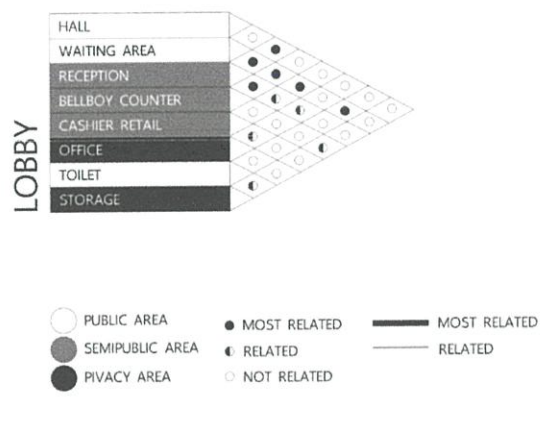 LOBBY
HALL
WAITING AREA
RECEPTION
BELLBOY COUNTER
CASHIER RETAIL
OFFICE
TOILET
STORAGE
PUBLIC AREA
SEMIPUBLIC AREA
PIVACY AREA
MOST RELATED
RELATED
NOT RELATED
MOST RELATED
RELATED